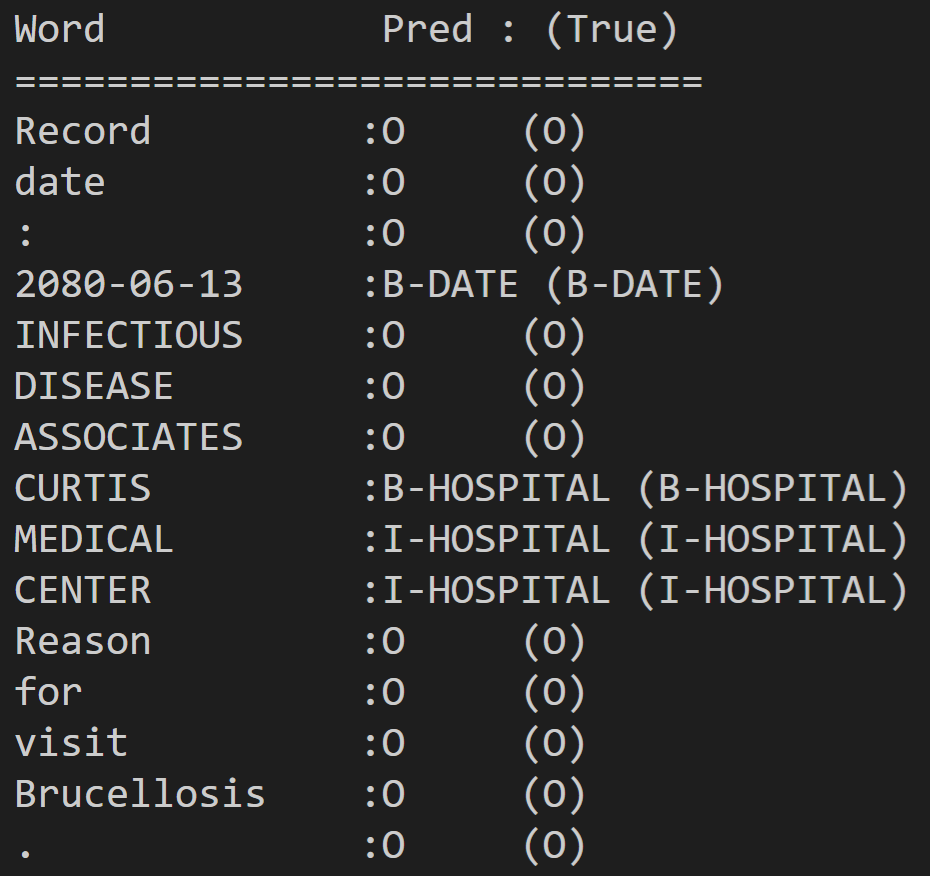 Word            Pred : (True)
==============================
Record         :O     (O)
date           :O     (O)
:              :O     (O)
2080-06-13     :B-DATE (B-DATE)
INFECTIOUS     :O     (O)
DISEASE        :O     (O)
ASSOCIATES     :O     (O)
CURTIS         :B-HOSPITAL (B-HOSPITAL)
MEDICAL        :I-HOSPITAL (I-HOSPITAL)
CENTER         :I-HOSPITAL (I-HOSPITAL)
Reason         :O     (O)
for            :O     (O)
visit          :O     (O)
Brucellosis    :O     (O)
.              :O     (O)